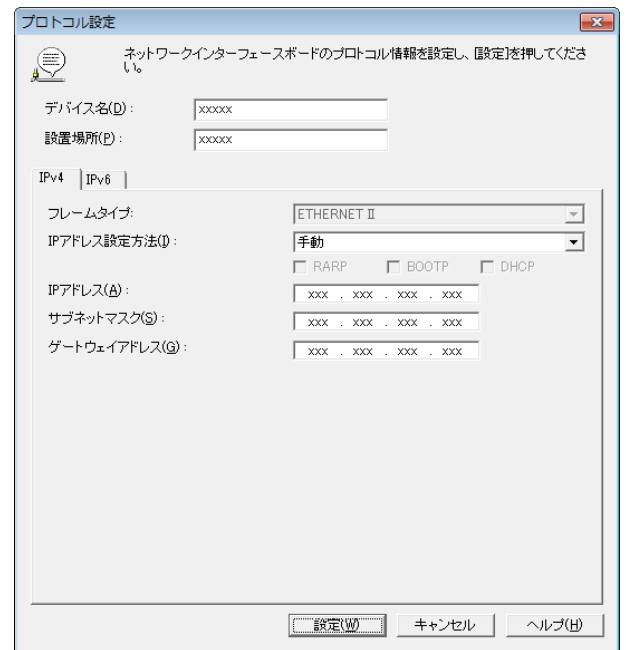 プロトコル設定
ネットワークインターフェースボードのプロトコル情報を設定し、[設定]を押してくださ
い。
デバイス名(D) : xxxxx
設置場所(P) : xxxxx
IPv4 IPv6
フレームタイプ: ETHERNET II
IPアドレス設定方法(I) : 手動
RARP BOOTP DHCP
IPアドレス(A) : xxx . xxx . xxx . xxx
サブネットマスク(S) : xxx . xxx . xxx . xxx
ゲートウェイアドレス(G) : xxx . xxx . xxx . xxx
設定(W) キャンセル ヘルプ(H)